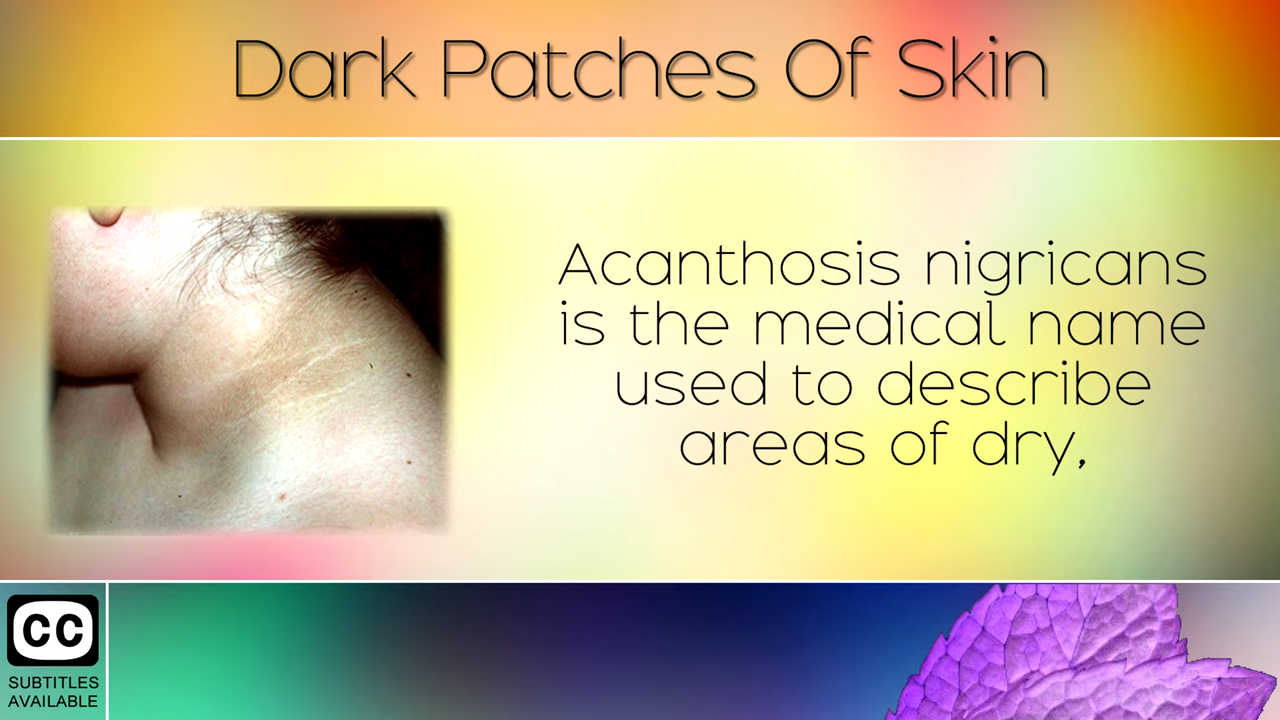 Dark Patches Of Skin
Acanthosis nigricans
is the medical name
used to describe
areas of dry,
CC
SUBTITLES
AVAILABLE